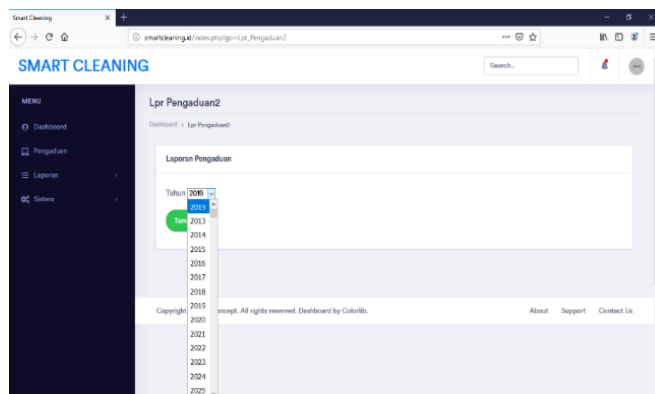 Smart Cleaning
smartcleaning.id/index.php?go=Lpr_Pengaduan2
SMART CLEANING
Search..
MENU
Dashboard
Pengaduan
Laporan
Sistem
Lpr Pengaduan2
Dashboard > Lpr Pengaduan2
Laporan Pengaduan
Tahun 2019
2019
Tam 2013
2014
2015
2016
2017
2018
2019
2020
2021
2022
2023
2024
2025
Copyright oncept. All rights reserved. Dashboard by Colorlib.
About Support Contact Us